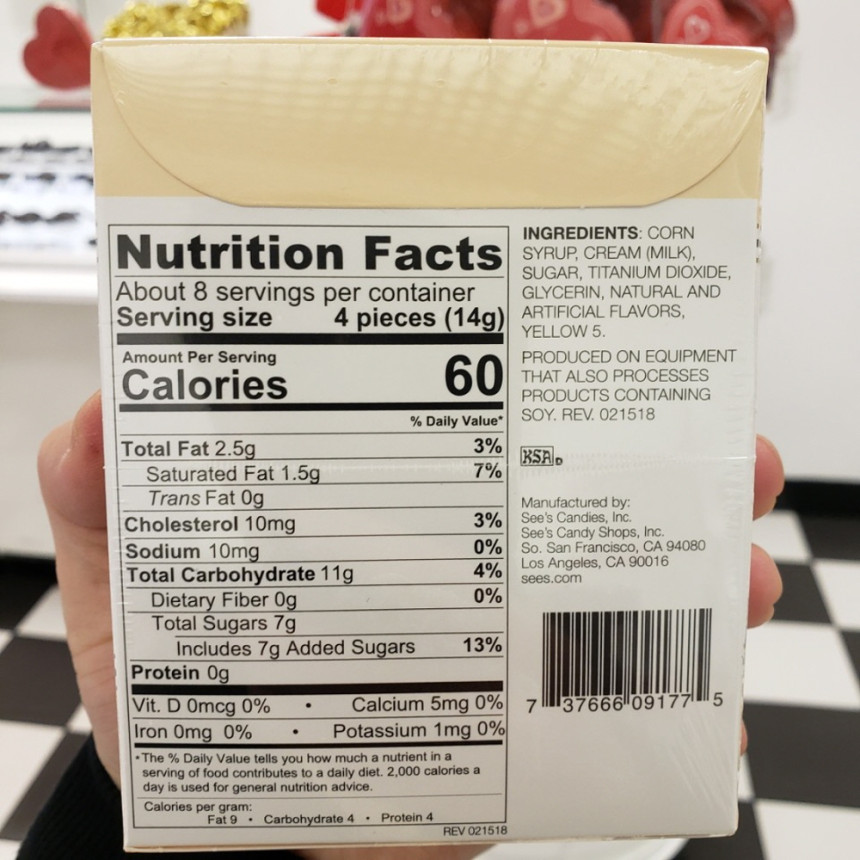 Nutrition Facts
About 8 servings per container
Serving size 4 pieces (14g)
Amount Per Serving
Calories 60
% Daily Value*
Total Fat 2.5g 3%
Saturated Fat 1.5g 7%
Trans Fat 0g
Cholesterol 10mg 3%
Sodium 10mg 0%
Total Carbohydrate 11g 4%
Dietary Fiber 0g 0%
Total Sugars 7g
Includes 7g Added Sugars 13%
Protein 0g
Vit. D 0mcg 0% • Calcium 5mg 0%
Iron 0mg 0% • Potassium 1mg 0%
*The % Daily Value tells you how much a nutrient in a
serving of food contributes to a daily diet. 2,000 calories a
day is used for general nutrition advice.
Calories per gram:
Fat 9 • Carbohydrate 4 • Protein 4
REV 021518
INGREDIENTS: CORN
SYRUP, CREAM (MILK),
SUGAR, TITANIUM DIOXIDE,
GLYCERIN, NATURAL AND
ARTIFICIAL FLAVORS,
YELLOW 5.
PRODUCED ON EQUIPMENT
THAT ALSO PROCESSES
PRODUCTS CONTAINING
SOY. REV. 021518
KSA D
Manufactured by:
See's Candies, Inc.
See's Candy Shops, Inc.
So. San Francisco, CA 94080
Los Angeles, CA 90016
sees.com
7 37666 09177 5